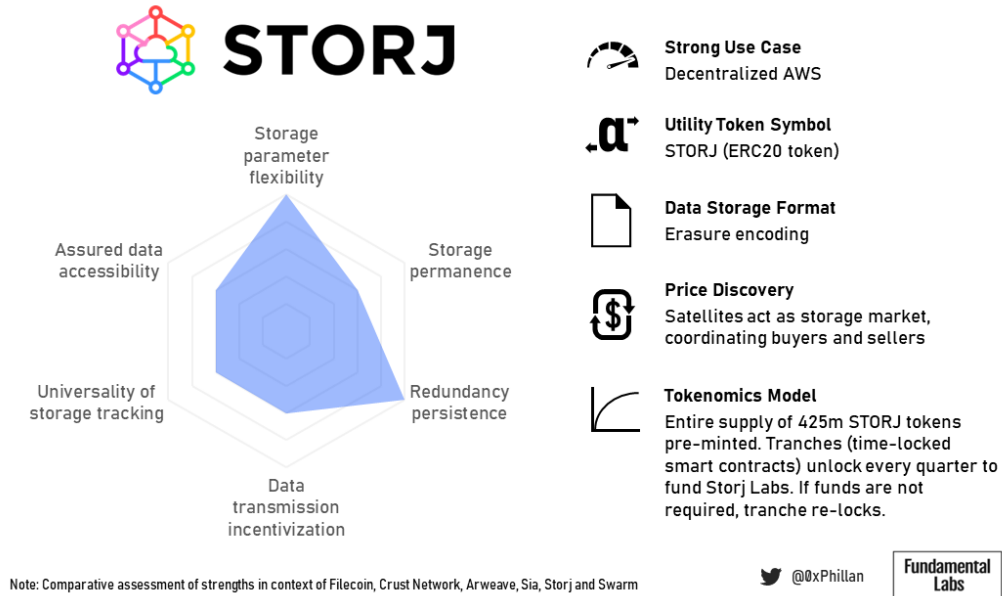 STORJ
Storage
parameter
flexibility
Assured data
accessibility
Storage
permanence
Universality of
storage tracking
Redundancy
persistence
Data
transmission
incentivization
Strong Use Case
Decentralized AWS
a
Utility Token Symbol
STORJ (ERC20 token)
Data Storage Format
Erasure encoding
$
Price Discovery
Satellites act as storage market,
coordinating buyers and sellers
Tokenomics Model
Entire supply of 425m STORJ tokens
pre-minted. Tranches (time-locked
smart contracts) unlock every quarter to
fund Storj Labs. If funds are not
required, tranche re-locks.
Note: Comparative assessment of strengths in context of Filecoin, Crust Network, Arweave, Sia, Storj and Swarm
@0xPhillan
Fundamental
Labs